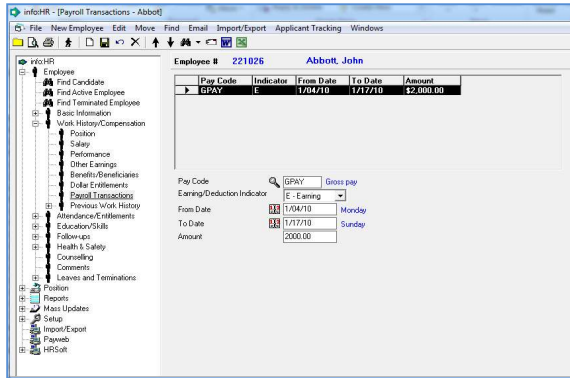 info:HR - [Payroll Transactions - Abbot]
File New Employee Edit Move Find Email Import/Export Applicant Tracking Windows
info:HR
Employee
Find Candidate
Find Active Employee
Find Terminated Employee
Basic Information
Work History/Compensation
Position
Salary
Performance
Other Earnings
Benefits/Beneficiaries
Dollar Entitlements
Payroll Transactions
Previous Work History
Attendance/Entitlements
Education/Skills
Follow-ups
Health & Safety
Counselling
Comments
Leaves and Terminations
Position
Reports
Mass Updates
Setup
Import/Export
Payweb
HRSoft
Employee # 221026 Abbott, John
Pay Code Indicator From Date To Date Amount
GPAY E 1/04/10 1/17/10 $2,000.00
Pay Code GPAY Gross pay
Earning/Deduction Indicator E - Earning
From Date 1/04/10 Monday
To Date 1/17/10 Sunday
Amount 2000.00